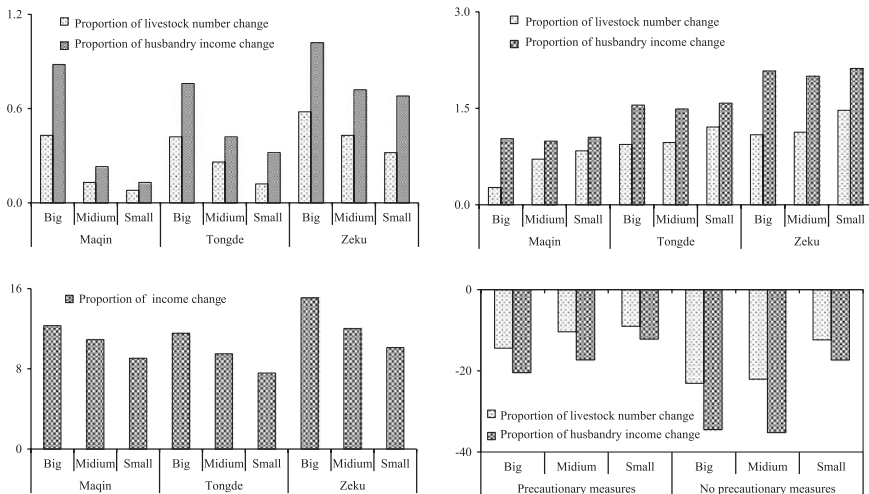 1.2
Proportion of livestock number change
Proportion of husbandry income change
0.6
0.0
Big Midium Small Big Medium Small Big Midium Small
Maqin Tongde Zeku
3.0
Proportion of livestock number change
Proportion of husbandry income change
1.5
0.0
Big Midium Small Big Midium Small Big Midium Small
Maqin Tongde Zeku
16
Proportion of income change
8
0
Big Midium Small Big Midium Small Big Midium Small
Maqin Tongde Zeku
0
-20
Proportion of livestock number change
Proportion of husbandry income change
-40
Big Midium Small Big Midium Small
Precautionary measures No precautionary measures